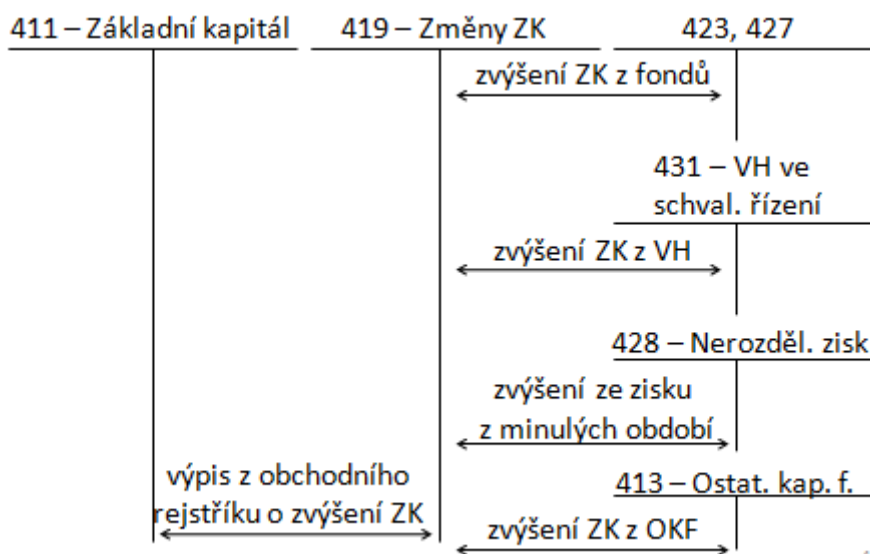 411 – Základní kapitál
419 – Změny ZK
423, 427
zvýšení ZK z fondů
431 – VH ve
schval. řízení
zvýšení ZK z VH
428 – Nerozděl. zisk
zvýšení ze zisku
z minulých období
výpis z obchodního
rejstříku o zvýšení ZK
413 – Ostat. kap. f.
zvýšení ZK z OKF